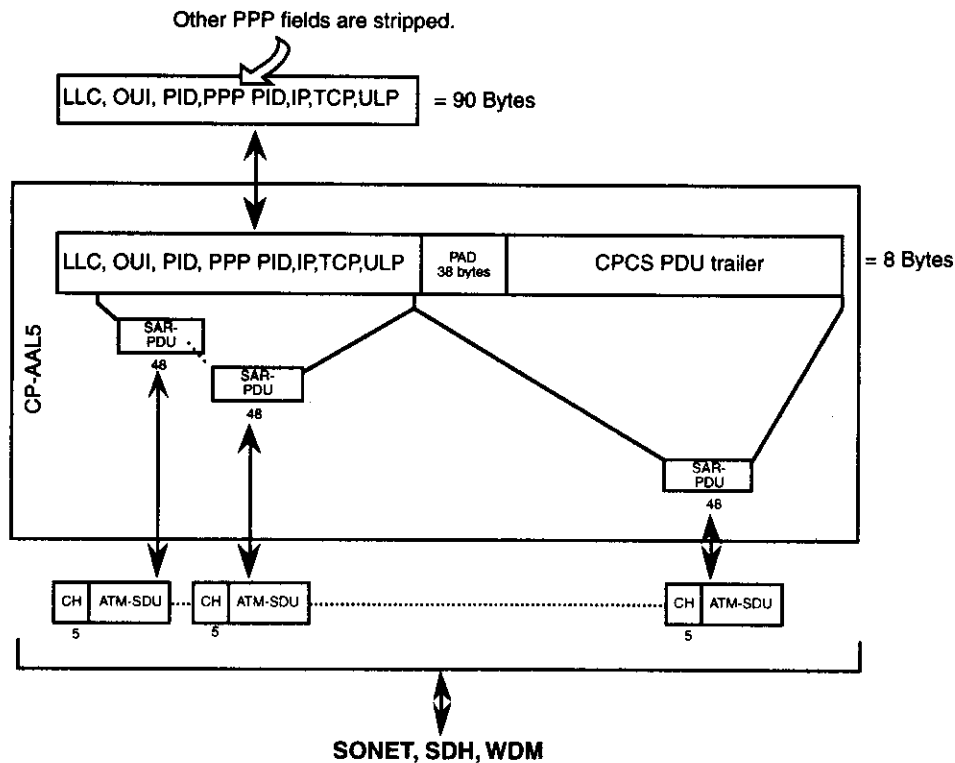 Other PPP fields are stripped.
LLC, OUI, PID,PPP PID,IP,TCP,ULP
= 90 Bytes
CP-AAL5
LLC, OUI, PID, PPP PID,IP,TCP,ULP
PAD
38 bytes
CPCS PDU trailer
= 8 Bytes
SAR-
PDU
48
SAR-
PDU
48
SAR-
PDU
48
CH
ATM-SDU
5
CH
ATM-SDU
5
CH
ATM-SDU
5
SONET, SDH, WDM